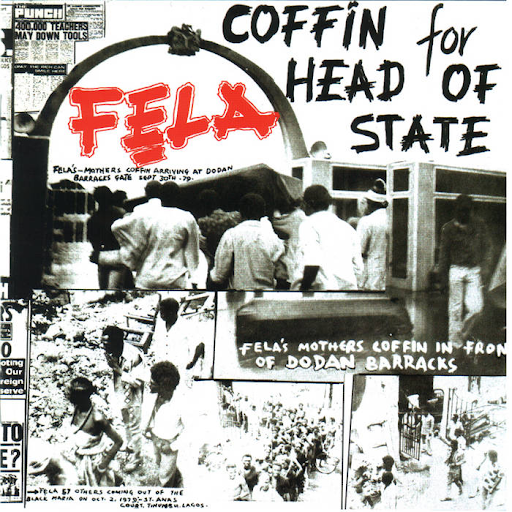 PUNCH
400,000 TEACHERS
MAY DOWN TOOLS
COFFIN for
HEAD OF
STATE
FELA
FELA'S-MOTHERS COFFIN ARRIVING AT DODAN
BARRACKS GATE SEPT 30TH-79.
FELA'S MOTHERS COFFIN IN FRON
OF DODAN BARRACKS
oting
Our
reign
serve
TO
E?
FELA 67 OTHERS COMING OUT OF THE
BLACK MARIA ON OCT. 2, 1979-ST. ANAS
COURT, TINUBUH, LAGOS.